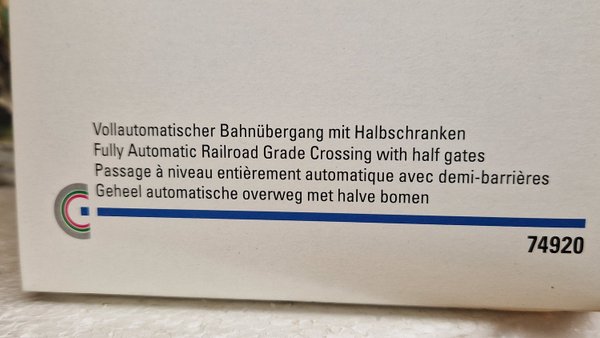 Vollautomatischer Bahnübergang mit Halbschranken
Fully Automatic Railroad Grade Crossing with half gates
Passage à niveau entièrement automatique avec demi-barrières
Geheel automatische overweg met halve bomen
74920